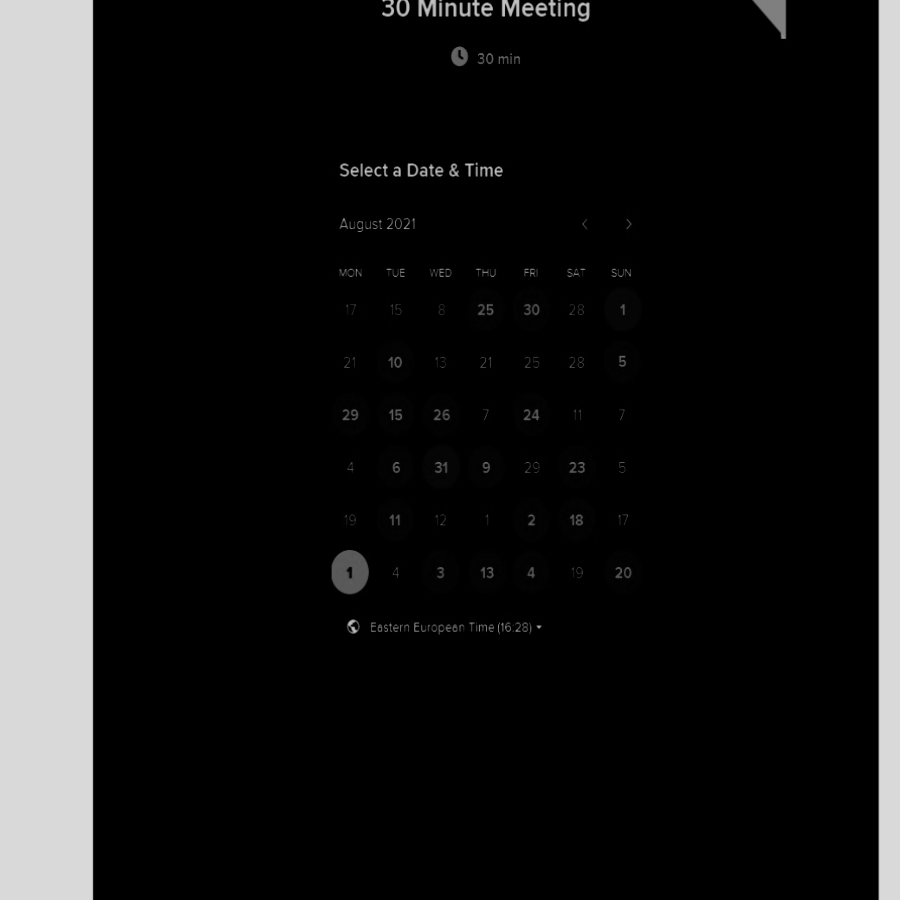 30 Minute Meeting
30 min
Select a Date & Time
August 2021
MON TUE WED THU FRI SAT SUN
17 15 8 25 30 28 1
21 10 13 21 25 28 5
29 15 26 7 24 11 7
4 6 31 9 29 23 5
19 11 12 1 2 18 17
1 4 3 13 4 19 20
Eastern European Time (16:28)